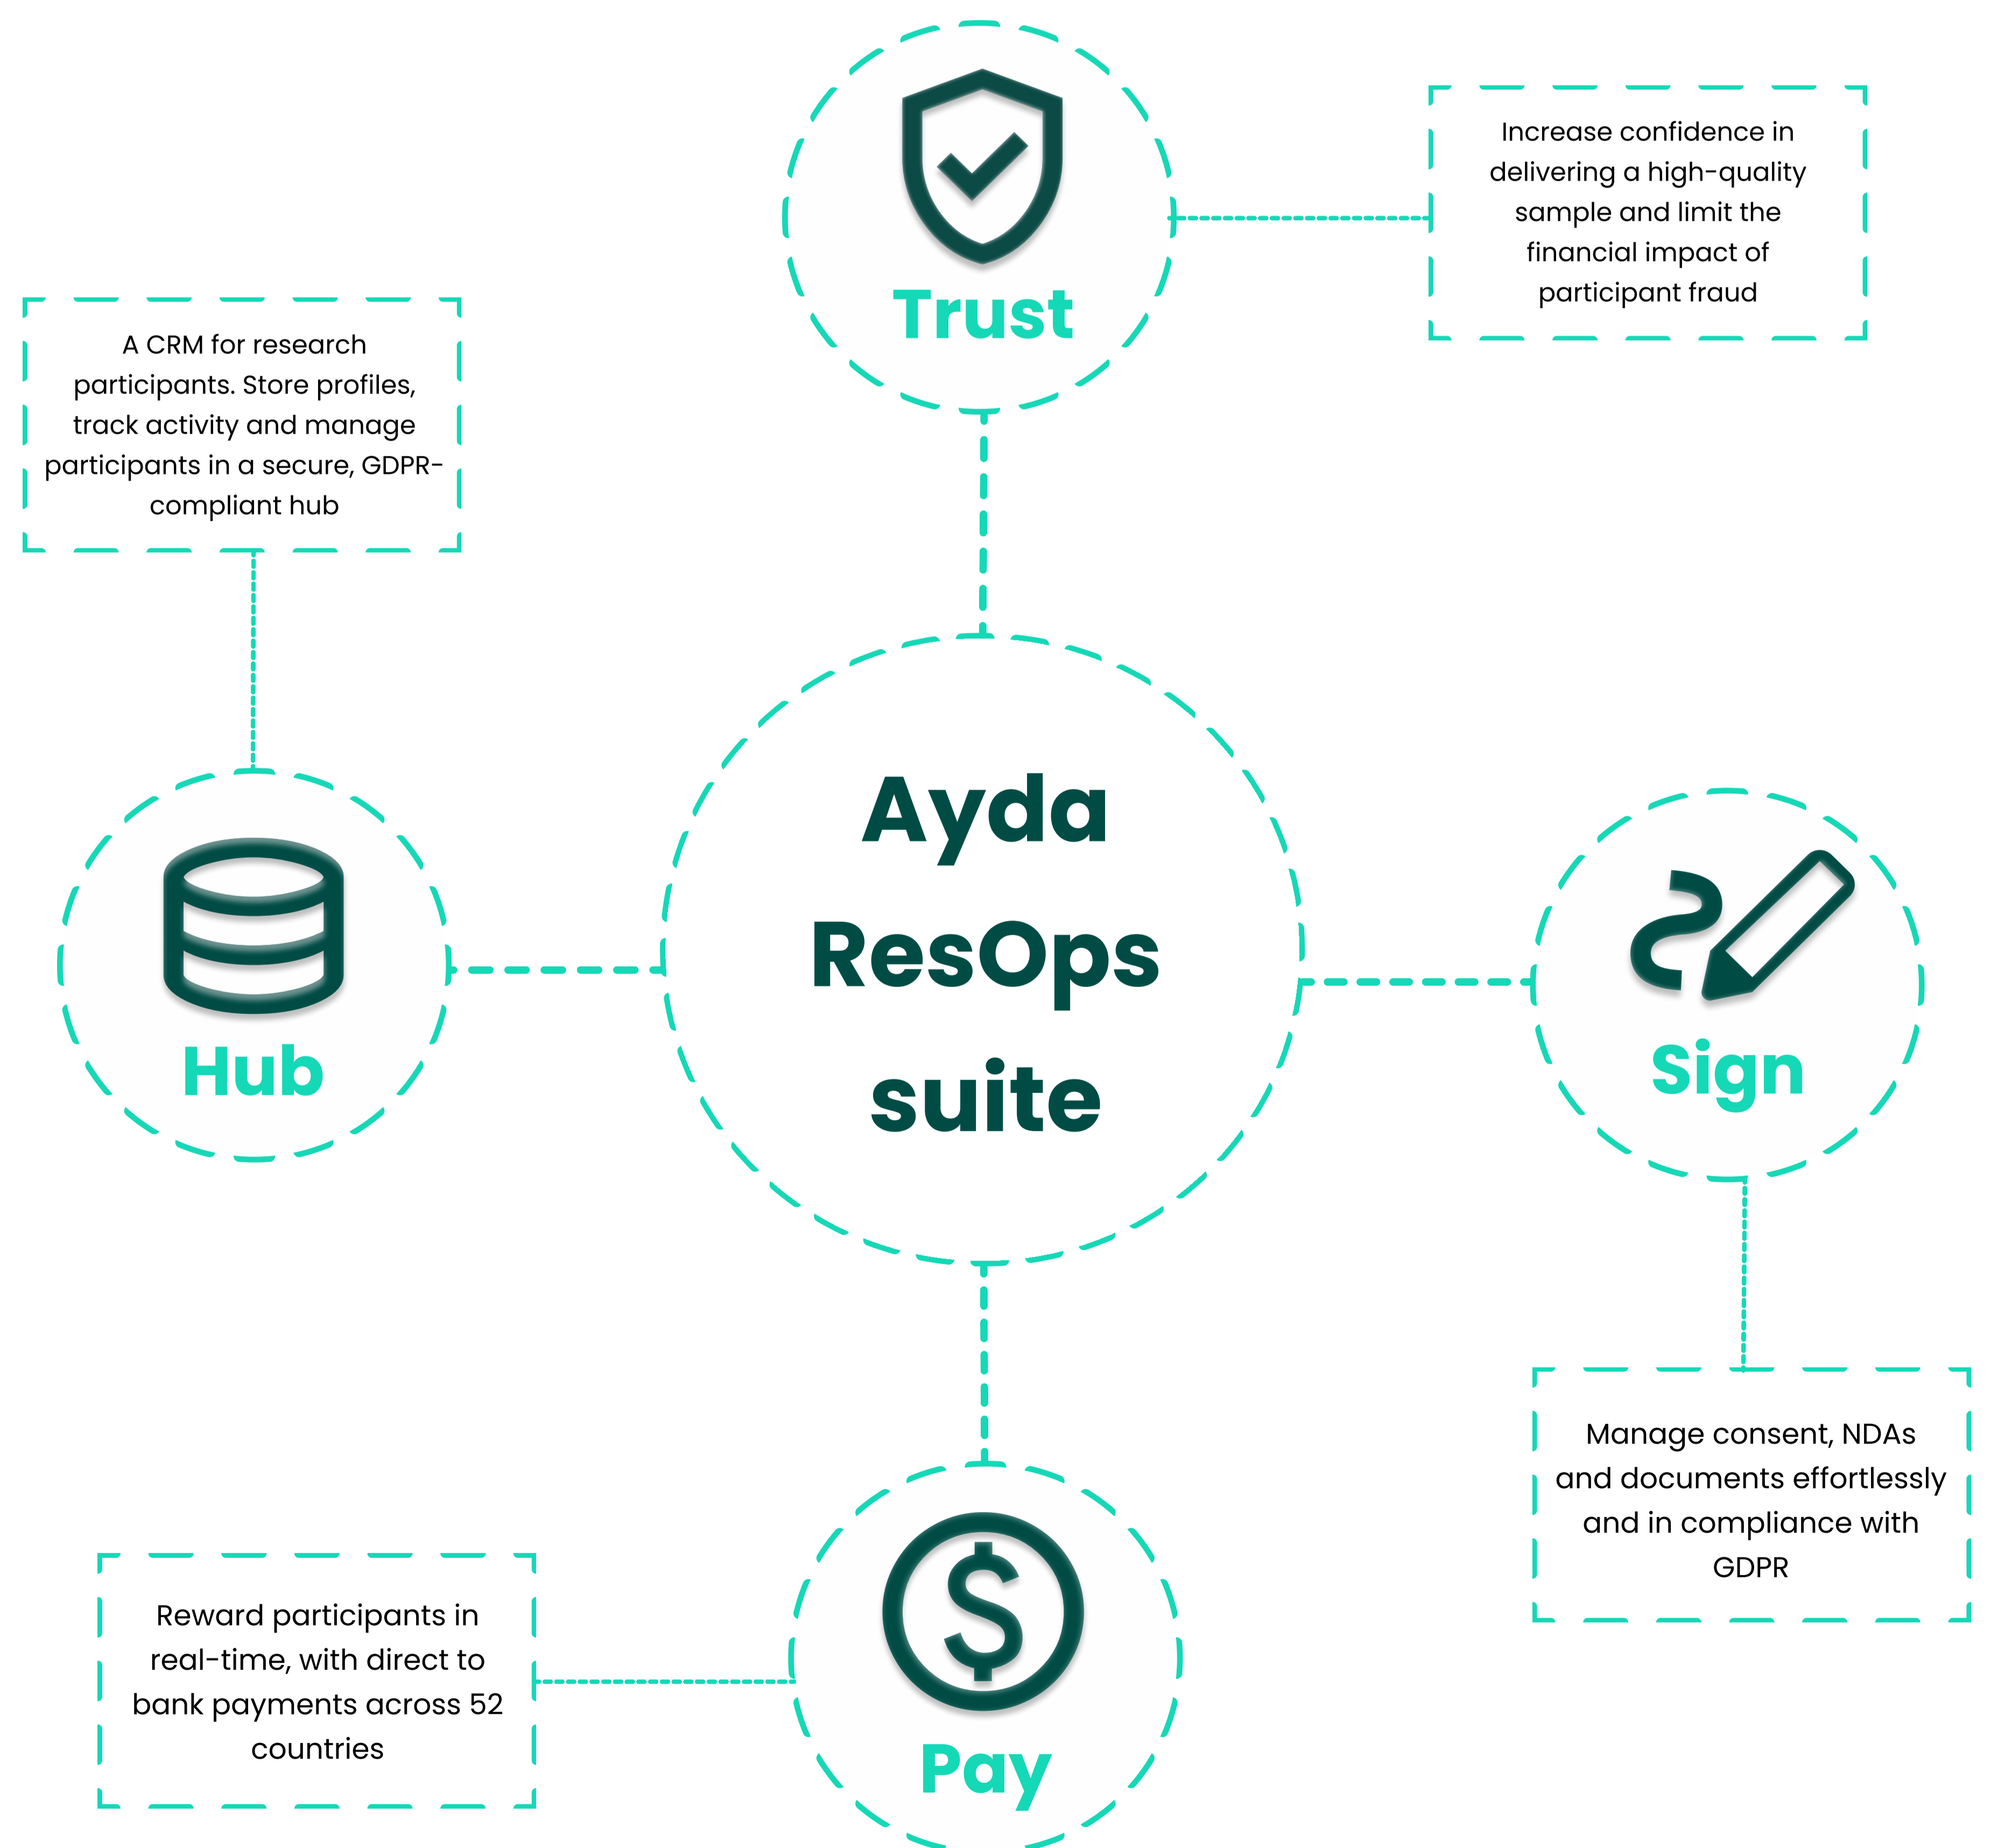 Trust
Increase confidence in
delivering a high-quality
sample and limit the
financial impact of
participant fraud
A CRM for research
participants. Store profiles,
track activity and manage
participants in a secure, GDPR-
compliant hub
Hub
Ayda
ResOps
suite
Sign
Manage consent, NDAs
and documents effortlessly
and in compliance with
GDPR
Reward participants in
real-time, with direct to
bank payments across 52
countries
Pay